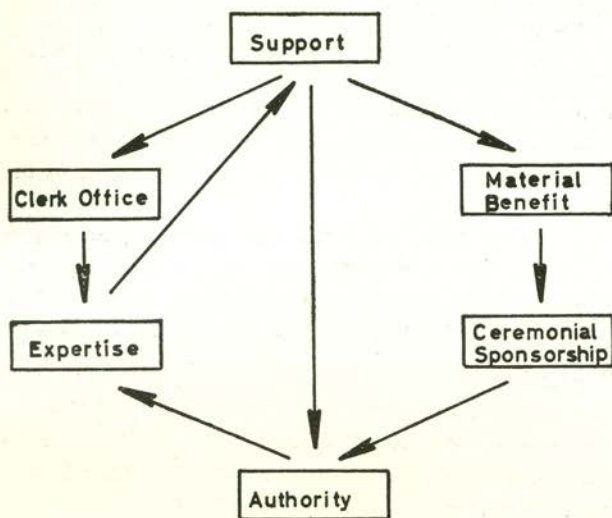 Support
Clerk Office
Material
Benefit
Expertise
Ceremonial
Sponsorship
Authority